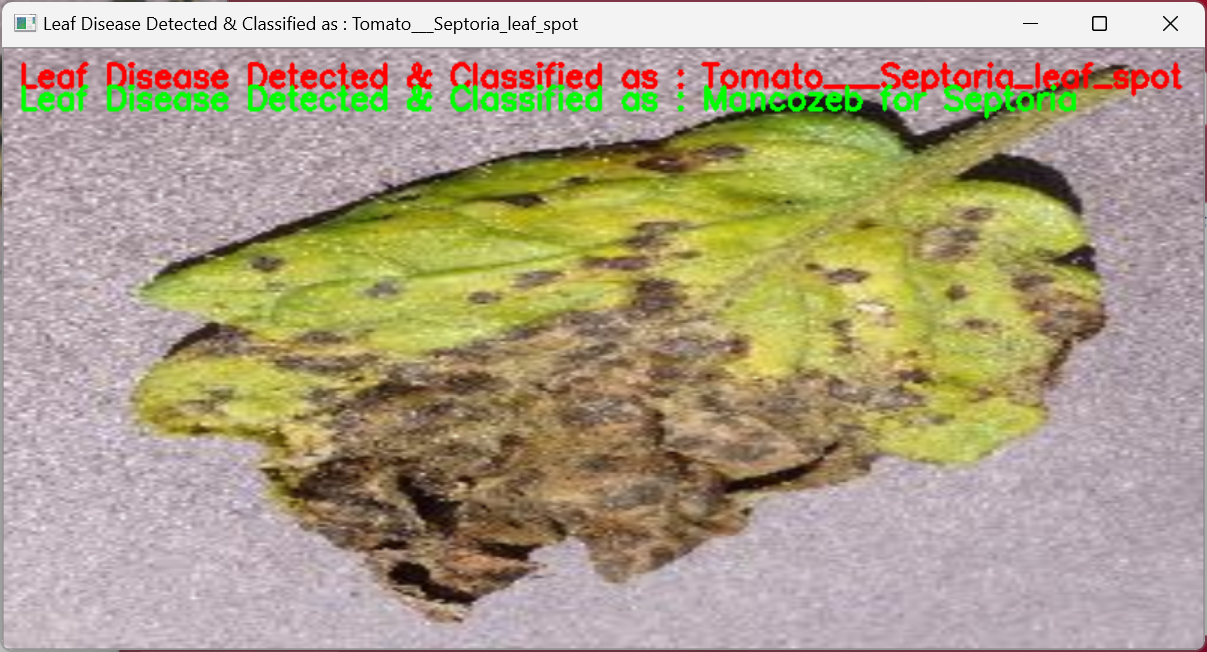 Leaf Disease Detected & Classified as : Tomato___Septoria_leaf_spot
Leaf Disease Detected & Classified as : Tomato___Septoria_leaf_spot
Leaf Disease Detected & Classified as : Mancozeb for Septoria